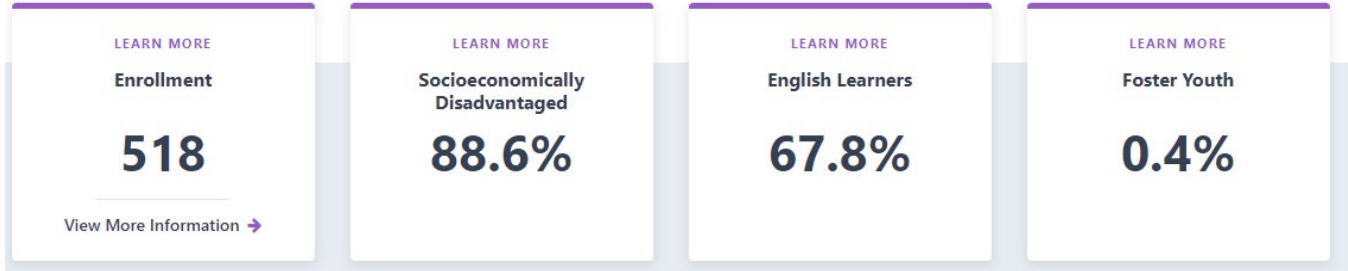 LEARN MORE
Enrollment
518
View More Information
LEARN MORE
Socioeconomically
Disadvantaged
88.6%
LEARN MORE
English Learners
67.8%
LEARN MORE
Foster Youth
0.4%